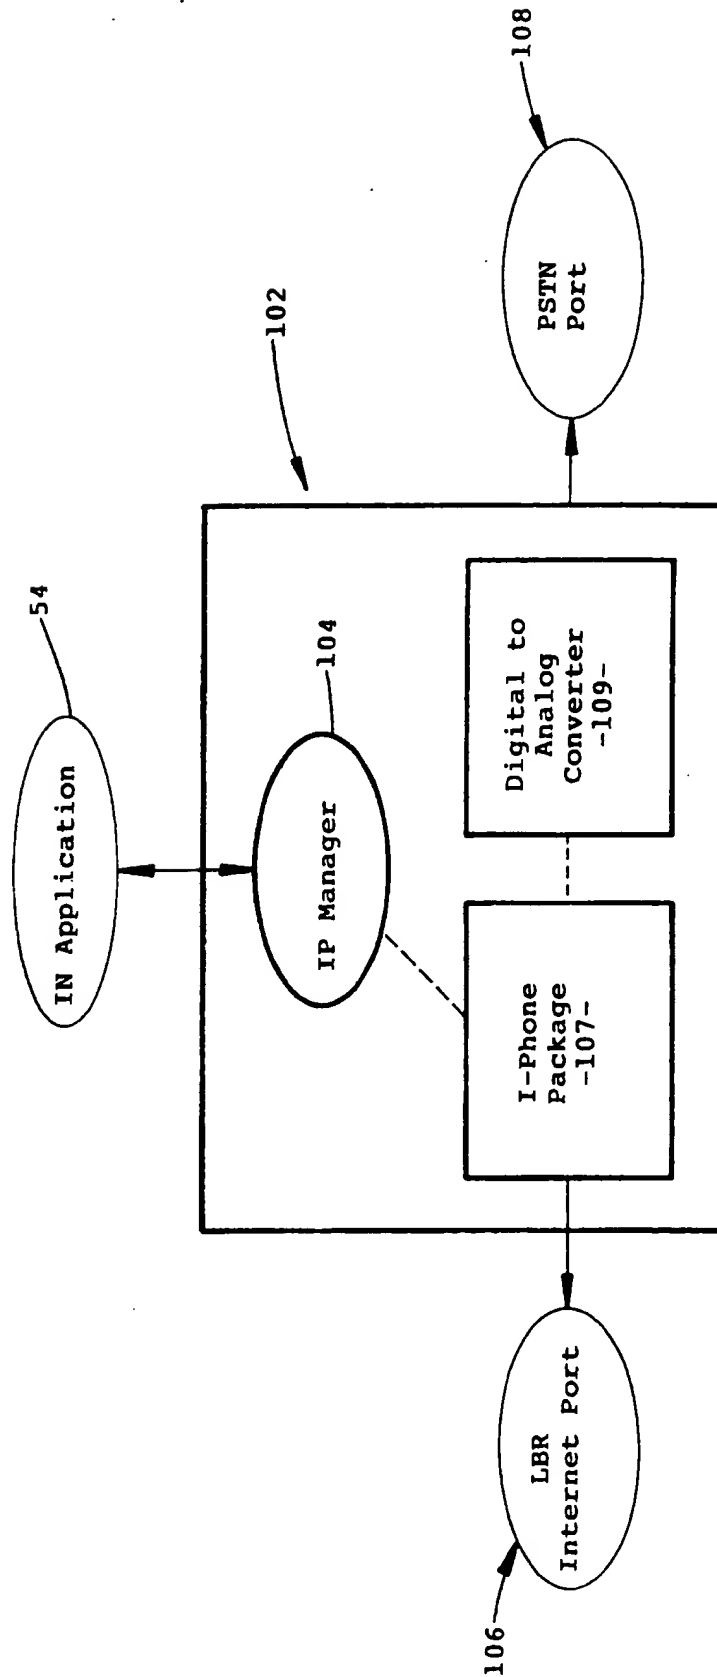 54
IN Application
102
104
IP Manager
108
PSTN
Port
106
LBR
Internet Port
I-Phone
Package
-107-
Digital to
Analog
Converter
-109-